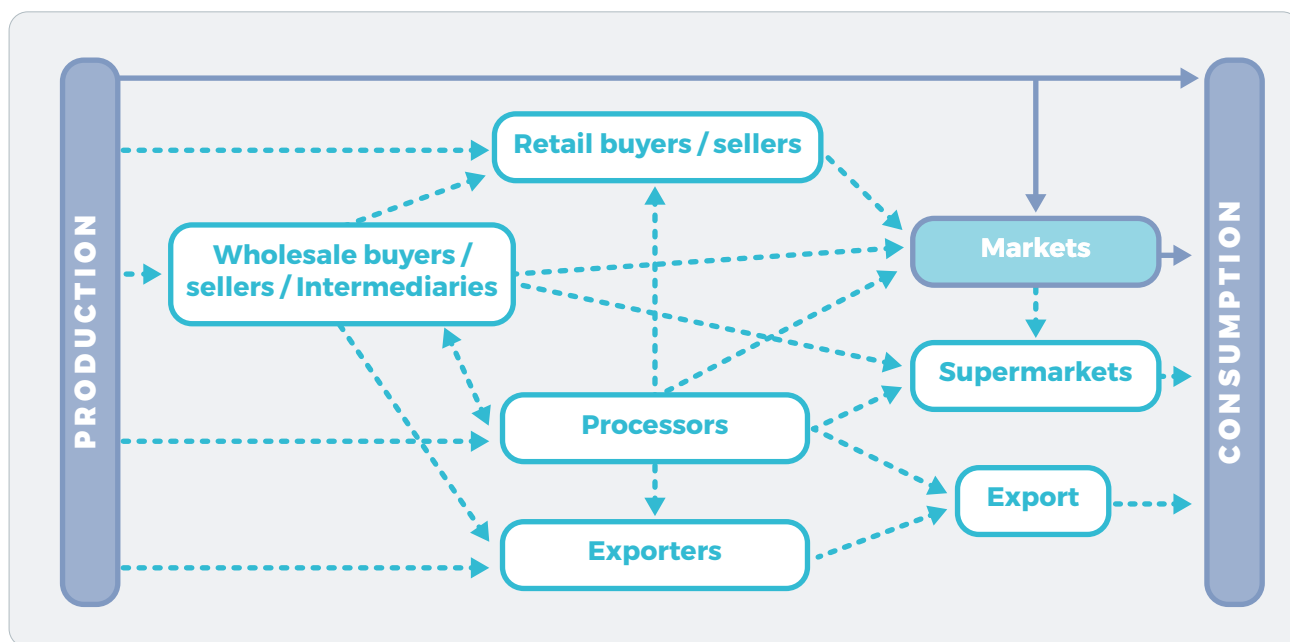 PRODUCTION
Retail buyers / sellers
Wholesale buyers /
sellers / Intermediaries
Markets
Supermarkets
Processors
Export
Exporters
CONSUMPTION